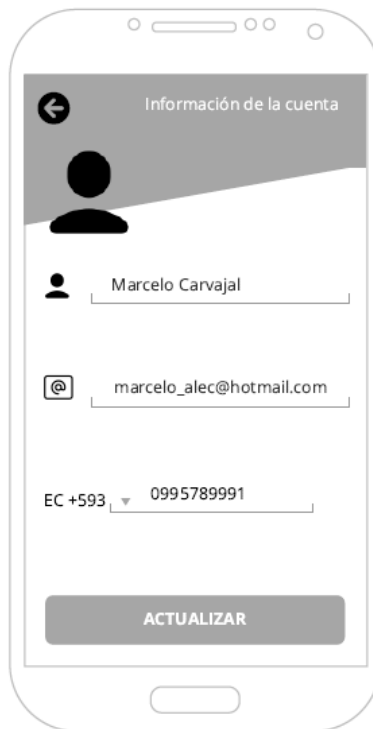 Información de la cuenta
Marcelo Carvajal
@
marcelo_alec@hotmail.com
EC +593
0995789991
ACTUALIZAR